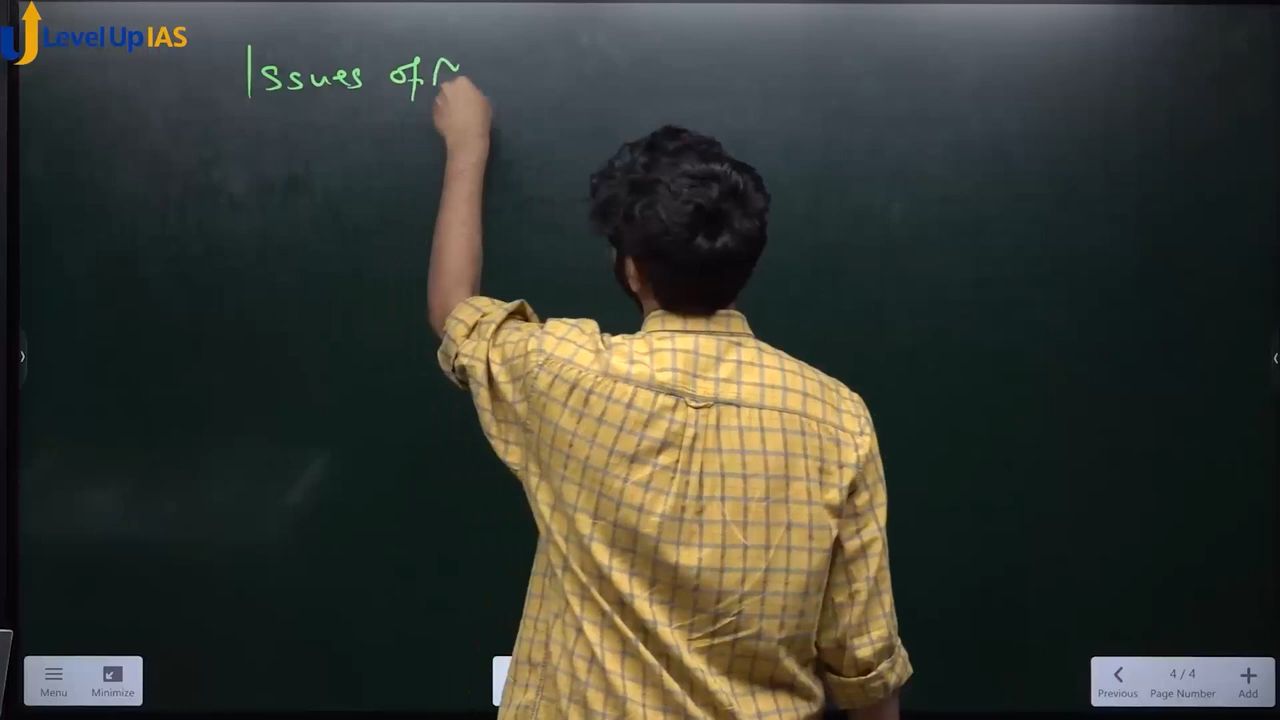 Level Up IAS
Issues of
Menu
Minimize
4 / 4
Previous
Page Number
Add